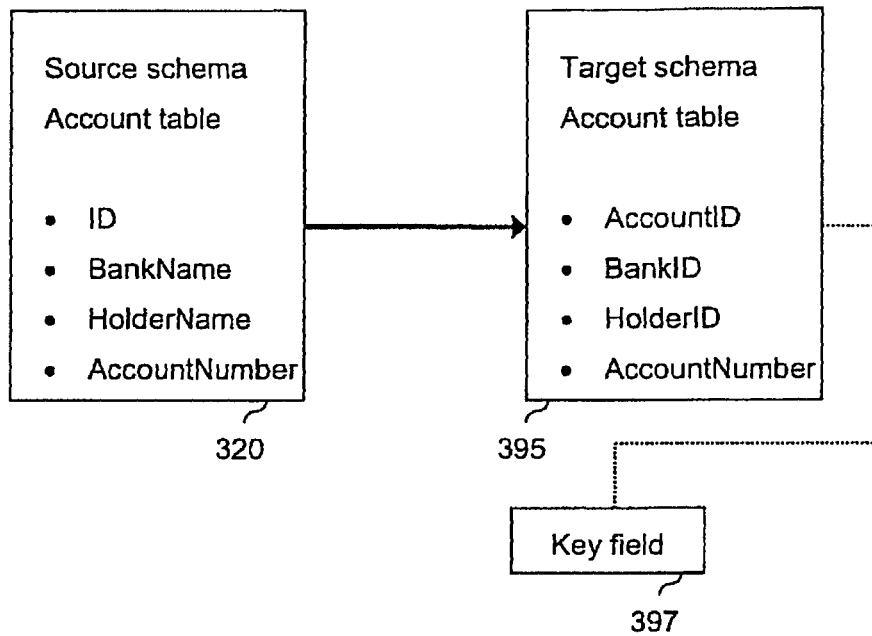 Source schema
Account table
• ID
• BankName
• HolderName
• AccountNumber
320
Target schema
Account table
• AccountID
• BankID
• HolderID
• AccountNumber
395
Key field
397